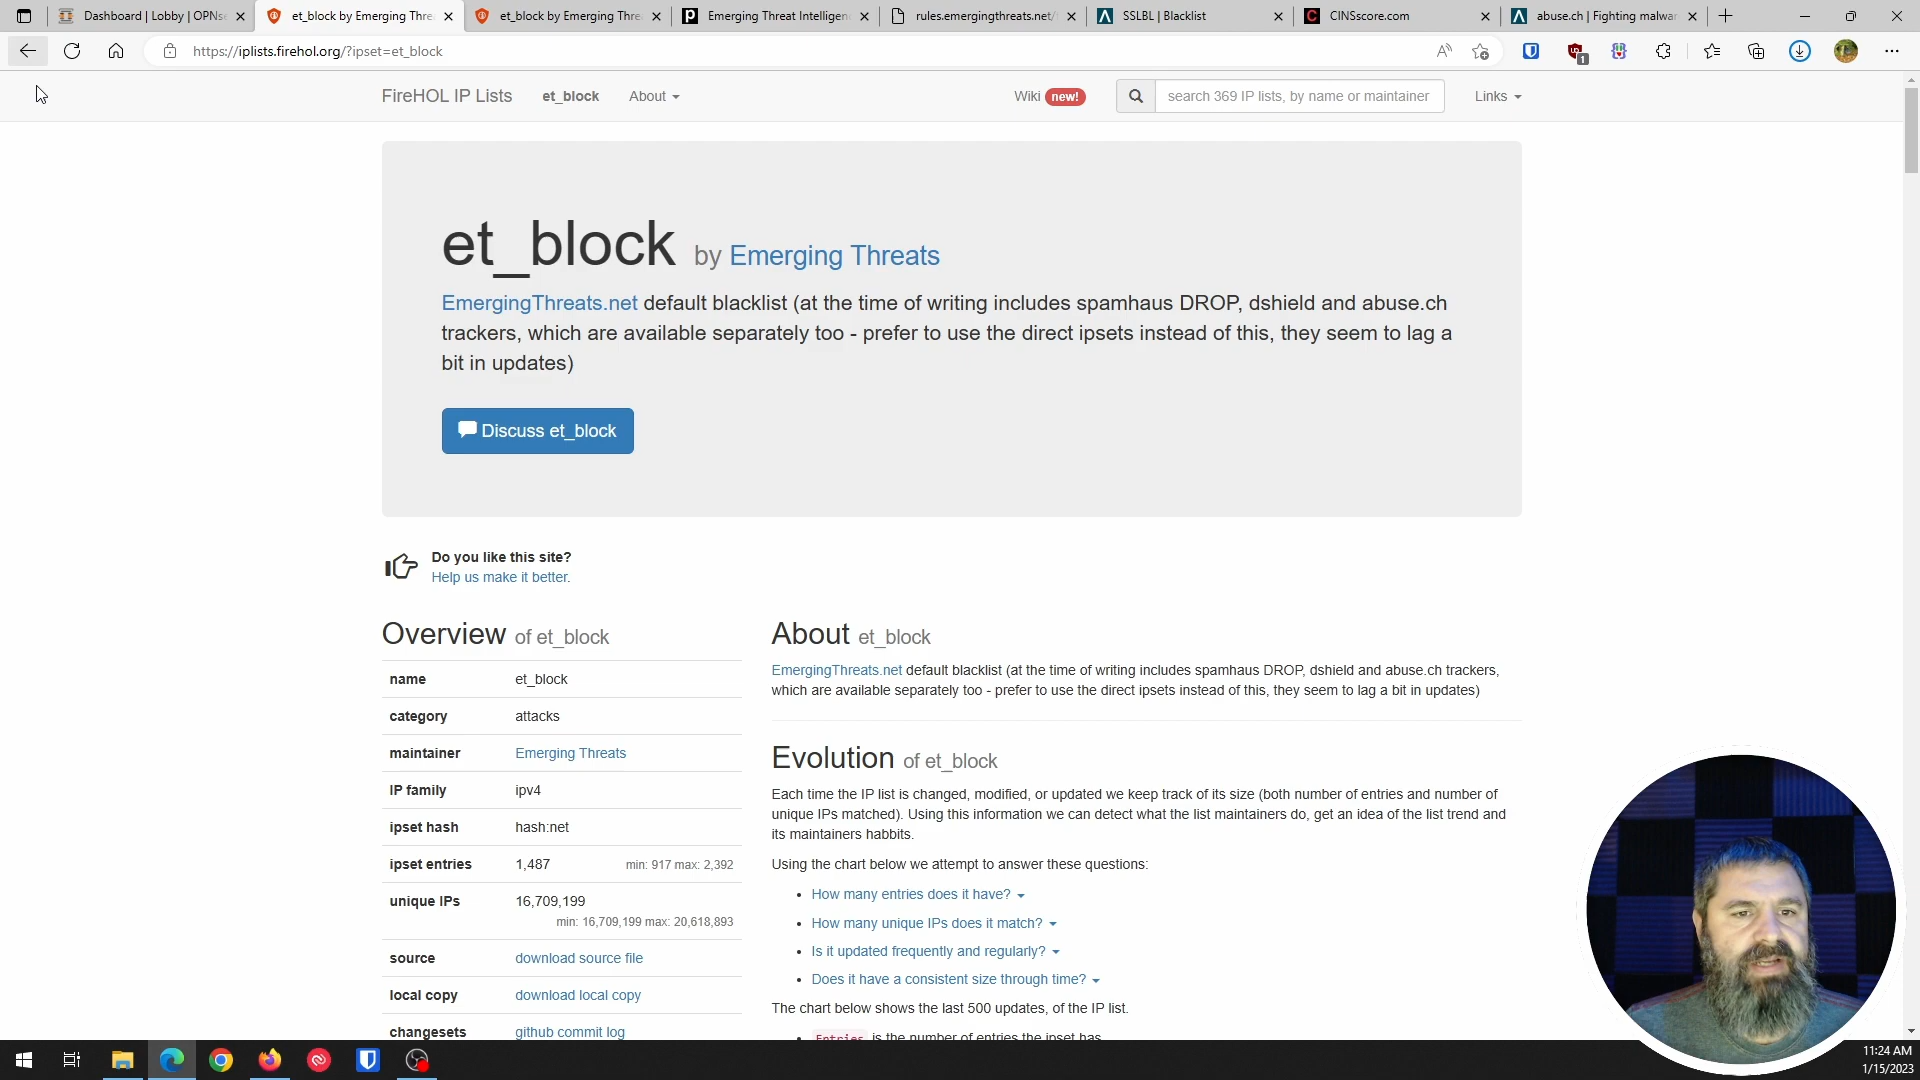 Dashboard | Lobby | OPNse
et_block by Emerging Threa
et_block by Emerging Threa
Emerging Threat Intelligenc
rules.emergingthreats.net/
SSLBL | Blacklist
CINSscore.com
abuse.ch | Fighting malwar
https://iplists.firehol.org/?ipset=et_block
1
FireHOL IP Lists
et_block
About
Wiki new!
search 369 IP lists, by name or maintainer
Links
et_block by Emerging Threats
EmergingThreats.net default blacklist (at the time of writing includes spamhaus DROP, dshield and abuse.ch
trackers, which are available separately too - prefer to use the direct ipsets instead of this, they seem to lag a
bit in updates)
Discuss et_block
Do you like this site?
Help us make it better.
Overview of et_block
name et_block
category attacks
maintainer Emerging Threats
IP family ipv4
ipset hash hash:net
ipset entries 1,487 min: 917 max: 2,392
unique IPs 16,709,199
min: 16,709,199 max: 20,618,893
source download source file
local copy download local copy
changesets github commit log
About et_block
EmergingThreats.net default blacklist (at the time of writing includes spamhaus DROP, dshield and abuse.ch trackers,
which are available separately too - prefer to use the direct ipsets instead of this, they seem to lag a bit in updates)
Evolution of et_block
Each time the IP list is changed, modified, or updated we keep track of its size (both number of entries and number of
unique IPs matched). Using this information we can detect what the list maintainers do, get an idea of the list trend and
its maintainers habbits.
Using the chart below we attempt to answer these questions:
• How many entries does it have?
• How many unique IPs does it match?
• Is it updated frequently and regularly?
• Does it have a consistent size through time?
The chart below shows the last 500 updates, of the IP list.
• Entries is the number of entries the ipset has
11:24 AM
1/15/2023